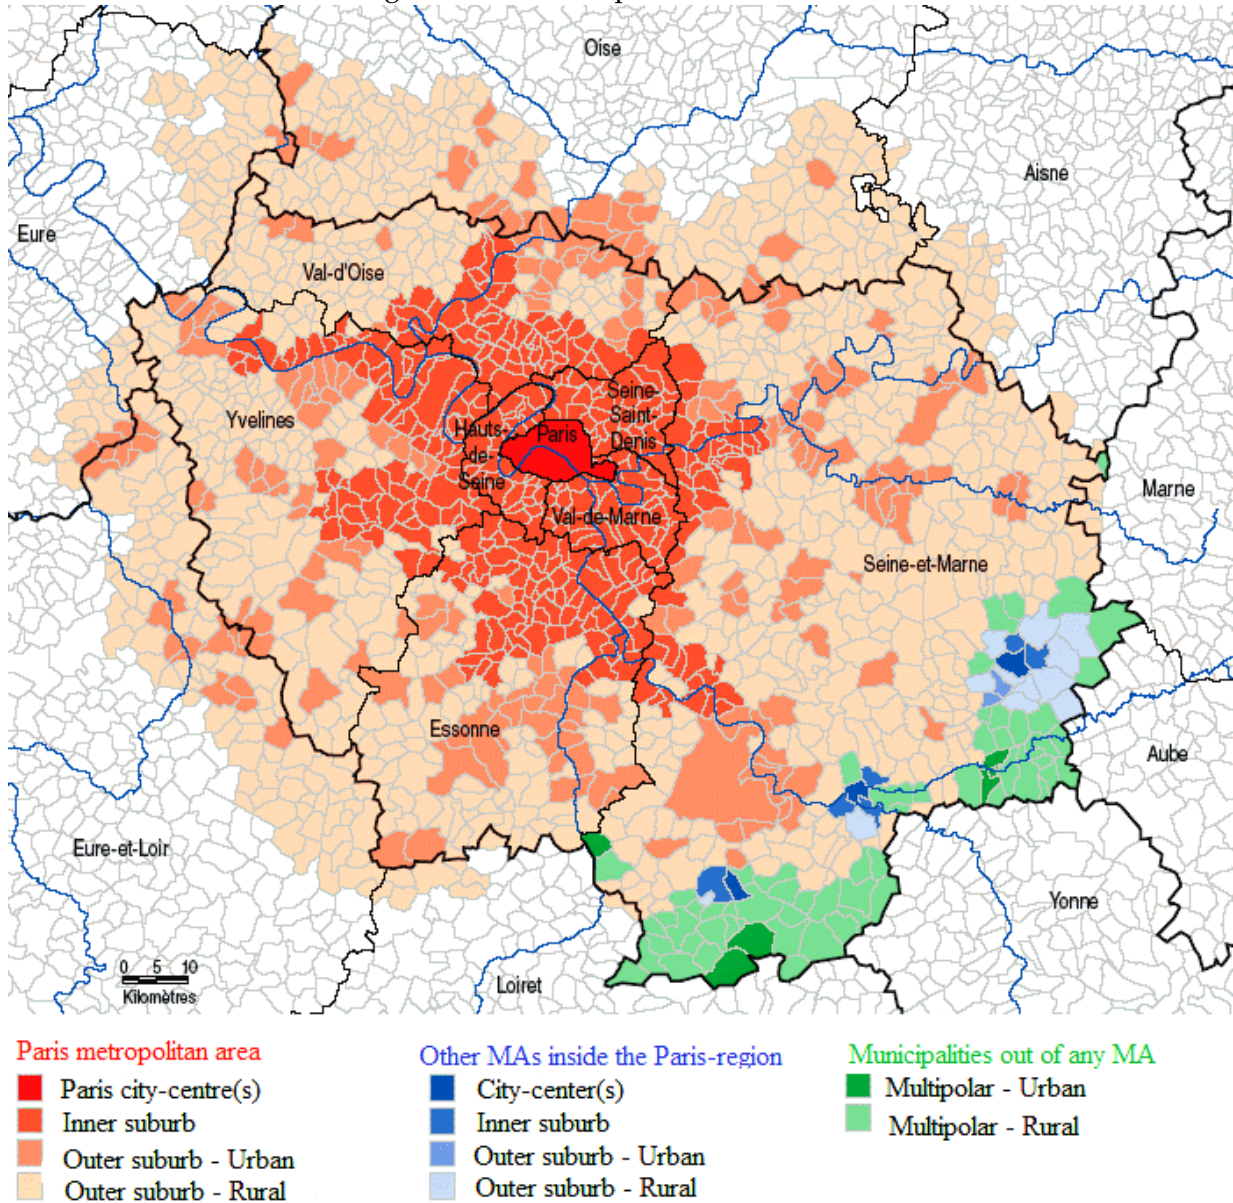 Oise
Aisne
Eure
Val-d'Oise
Seine-
Saint-
Denis
Yvelines
Hauts-
de-
Seine
Paris
Marne
Val-de-Marne
Seine-et-Marne
Essonne
Aube
Eure-et-Loir
Yonne
Loiret
0 5 10
Kilomètres
Paris metropolitan area
Paris city-centre(s)
Inner suburb
Outer suburb - Urban
Outer suburb - Rural
Other MAs inside the Paris-region
City-center(s)
Inner suburb
Outer suburb - Urban
Outer suburb - Rural
Municipalities out of any MA
Multipolar - Urban
Multipolar - Rural